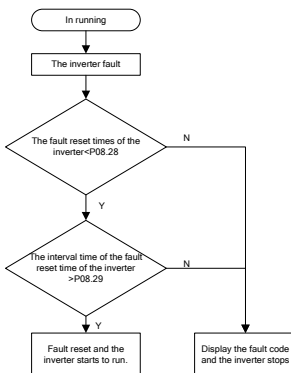 In running
The inverter fault
The fault reset times of the
inverter<P08.28
N
Y
The interval time of the fault
reset time of the inverter
>P08.29
N
Y
Fault reset and the
inverter starts to run.
Display the fault code
and the inverter stops